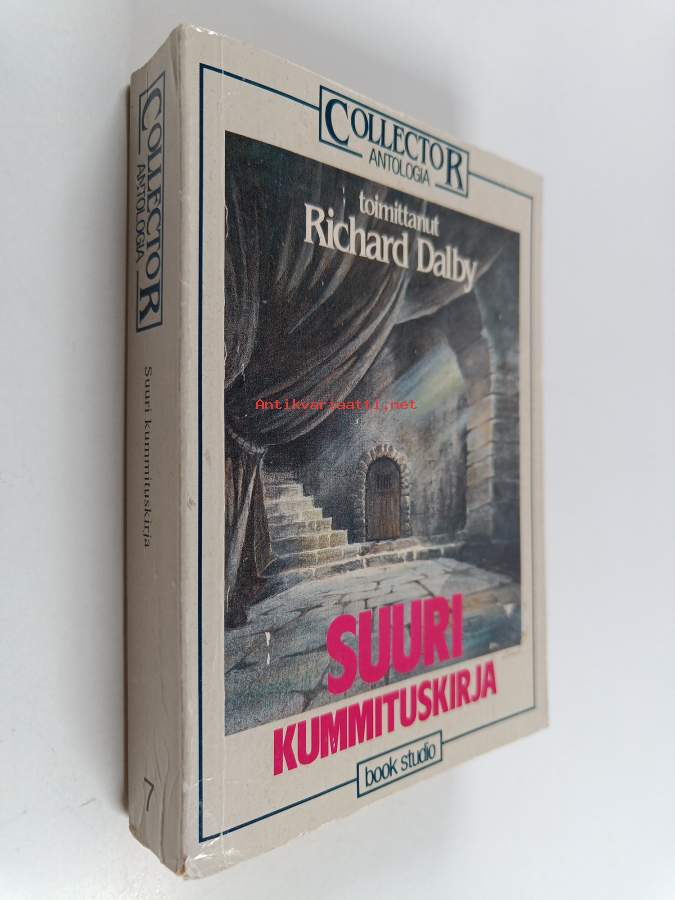 COLLECTOR
ANTOLOGIA
toimittanut
Richard Dalby
Antikvariaatti.net
SUURI
KUMMITUSKIRJA
book studio
COLLECTOR
ANTOLOGIA
Suuri kummituskirja
7